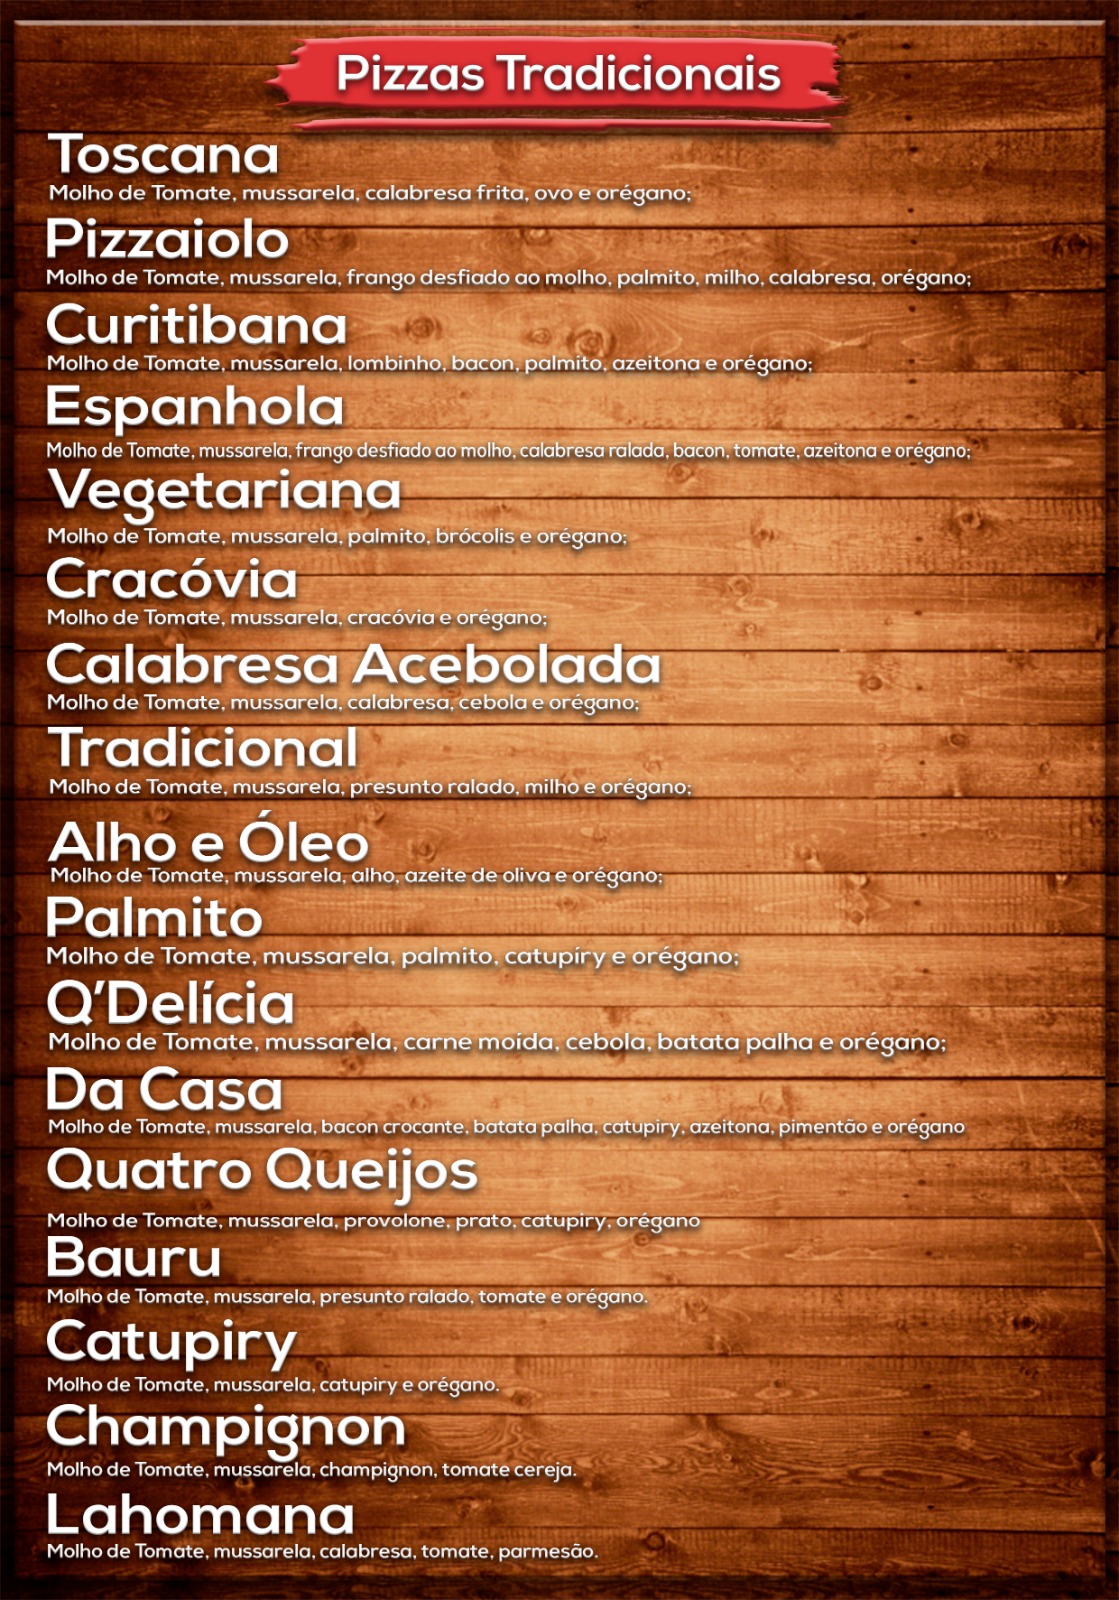 Pizzas Tradicionais
Toscana
Molho de Tomate, mussarela, calabresa frita, ovo e orégano;
Pizzaiolo
Molho de Tomate, mussarela, frango desfiado ao molho, palmito, milho, calabresa, orégano;
Curitibana
Molho de Tomate, mussarela, lombinho, bacon, palmito, azeitona e orégano;
Espanhola
Molho de Tomate, mussarela, frango desfiado ao molho, calabresa ralada, bacon, tomate, azeitona e orégano;
Vegetariana
Molho de Tomate, mussarela, palmito, brócolis e orégano;
Cracóvia
Molho de Tomate, mussarela, cracóvia e orégano;
Calabresa Acebolada
Molho de Tomate, mussarela, calabresa, cebola e orégano;
Tradicional
Molho de Tomate, mussarela, presunto ralado, milho e orégano;
Alho e Óleo
Molho de Tomate, mussarela, alho, azeite de oliva e orégano;
Palmito
Molho de Tomate, mussarela, palmito, catupíry e orégano;
Q'Delícia
Molho de Tomate, mussarela, carne moída, cebola, batata palha e orégano;
Da Casa
Molho de Tomate, mussarela, bacon crocante, batata palha, catupiry, azeitona, pimentão e orégano
Quatro Queijos
Molho de Tomate, mussarela, provolone, prato, catupiry, orégano
Bauru
Molho de Tomate, mussarela, presunto ralado, tomate e orégano.
Catupiry
Molho de Tomate, mussarela, catupiry e orégano.
Champignon
Molho de Tomate, mussarela, champignon, tomate cereja.
Lahomana
Molho de Tomate, mussarela, calabresa, tomate, parmesão.